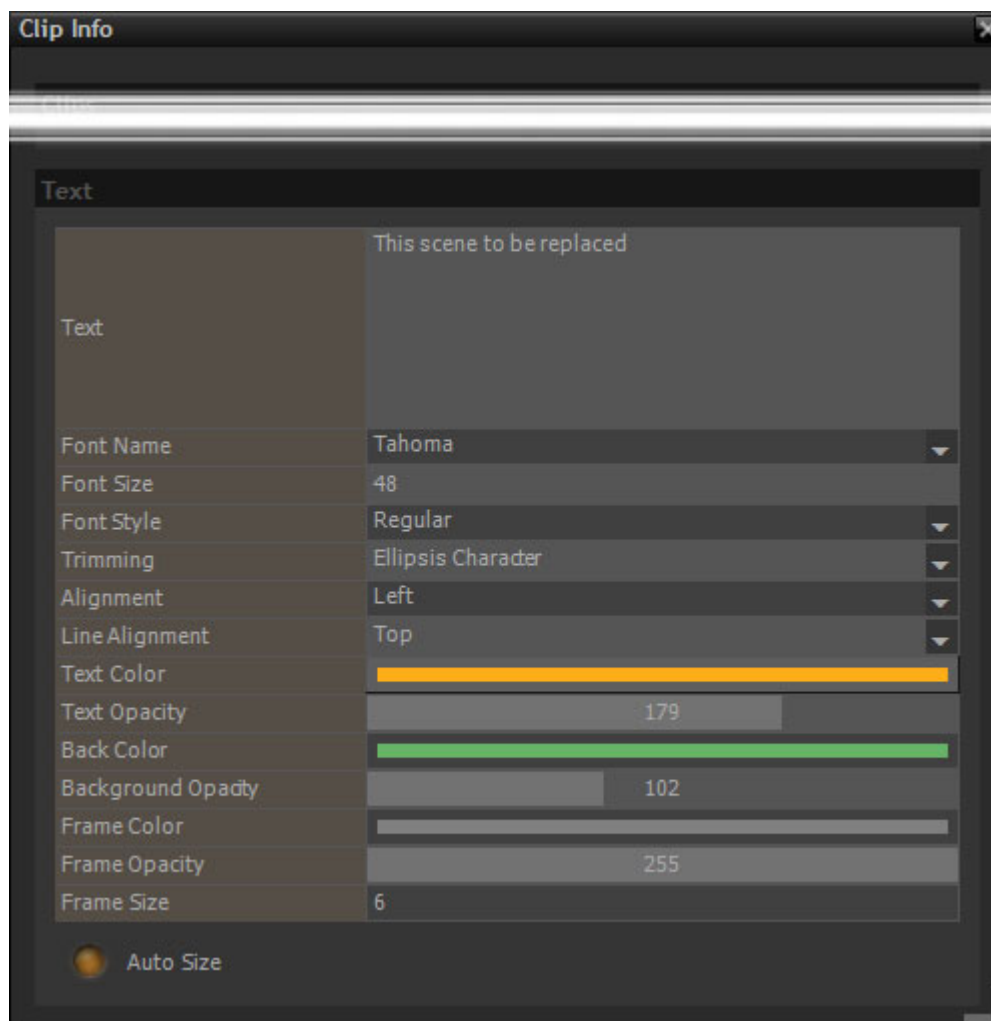 Clip Info
Text
Text
This scene to be replaced
Font Name
Tahoma
Font Size
48
Font Style
Regular
Trimming
Ellipsis Character
Alignment
Left
Line Alignment
Top
Text Color
Text Opacity
179
Back Color
Background Opacity
102
Frame Color
Frame Opacity
255
Frame Size
6
Auto Size